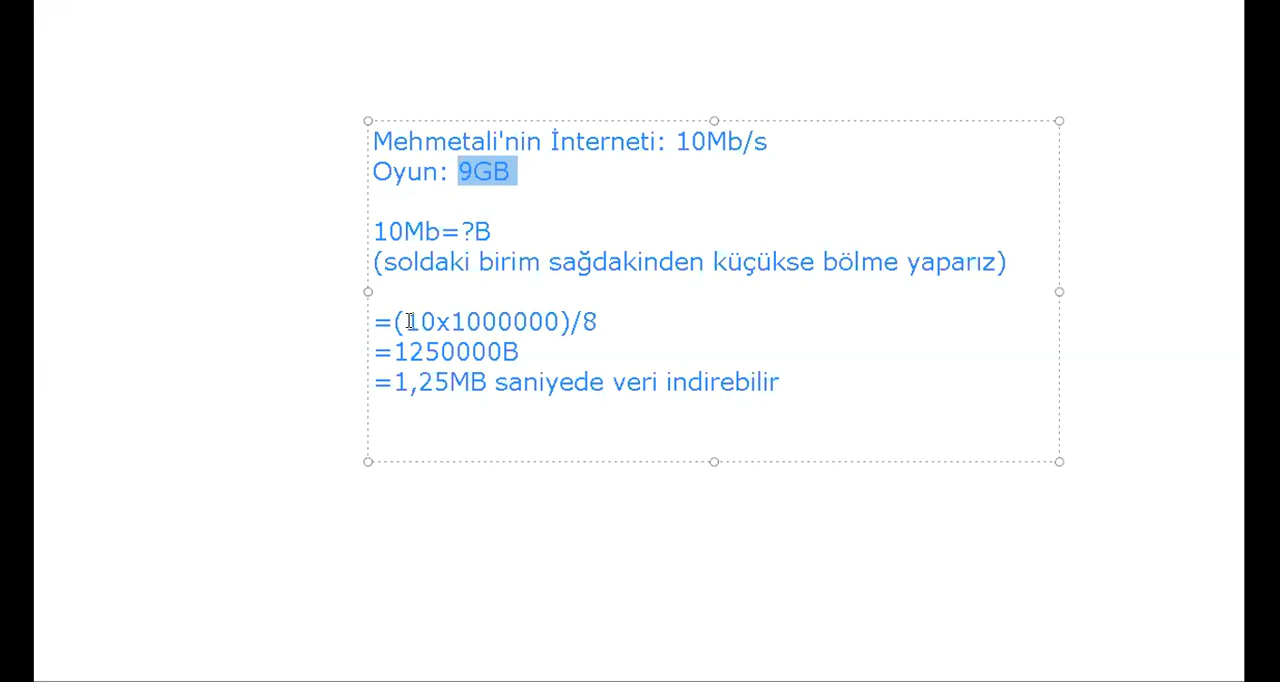 Mehmetali'nin İnterneti: 10Mb/s
Oyun: 9GB
10Mb=?B
(soldaki birim sağdakinden küçükse bölme yaparız)
=(10x1000000)/8
=1250000B
=1,25MB saniyede veri indirebilir